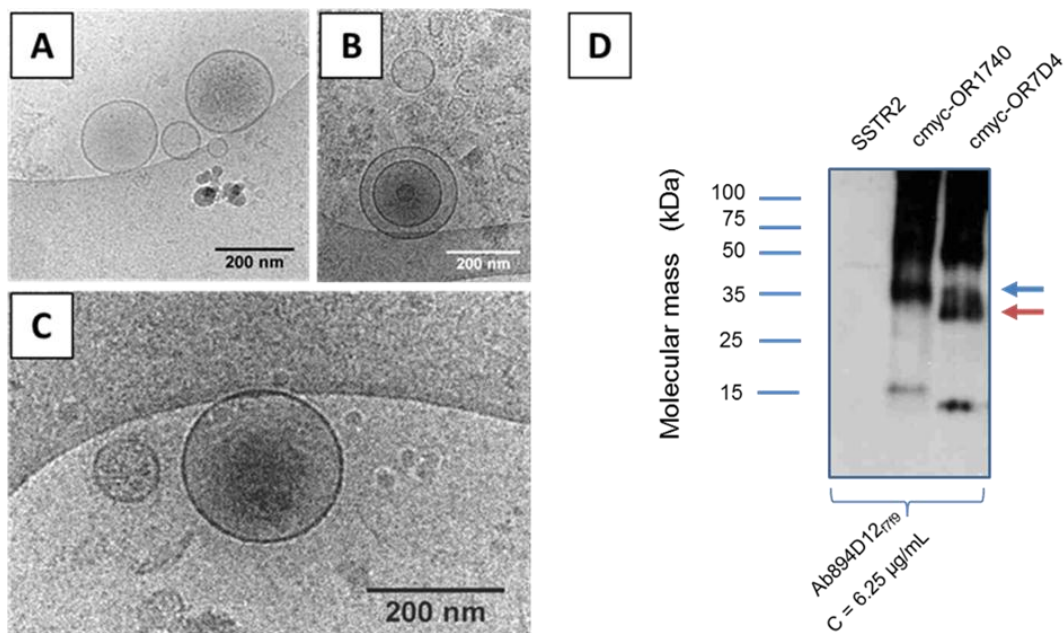 A
B
D
200 nm
200 nm
C
200 nm
SSTR2
cmyc-OR1740
cmyc-OR7D4
Molecular mass (kDa)
100
75
50
35
25
15
Ab894D12f7f9
C = 6.25 µg/mL